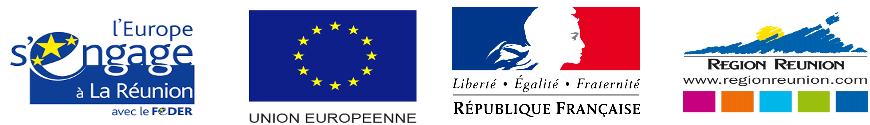 l'Europe
s'engage
à La Réunion
avec le FEDER
UNION EUROPEENNE
Liberté • Égalité • Fraternité
RÉPUBLIQUE FRANÇAISE
REGION REUNION
www.regionreunion.com